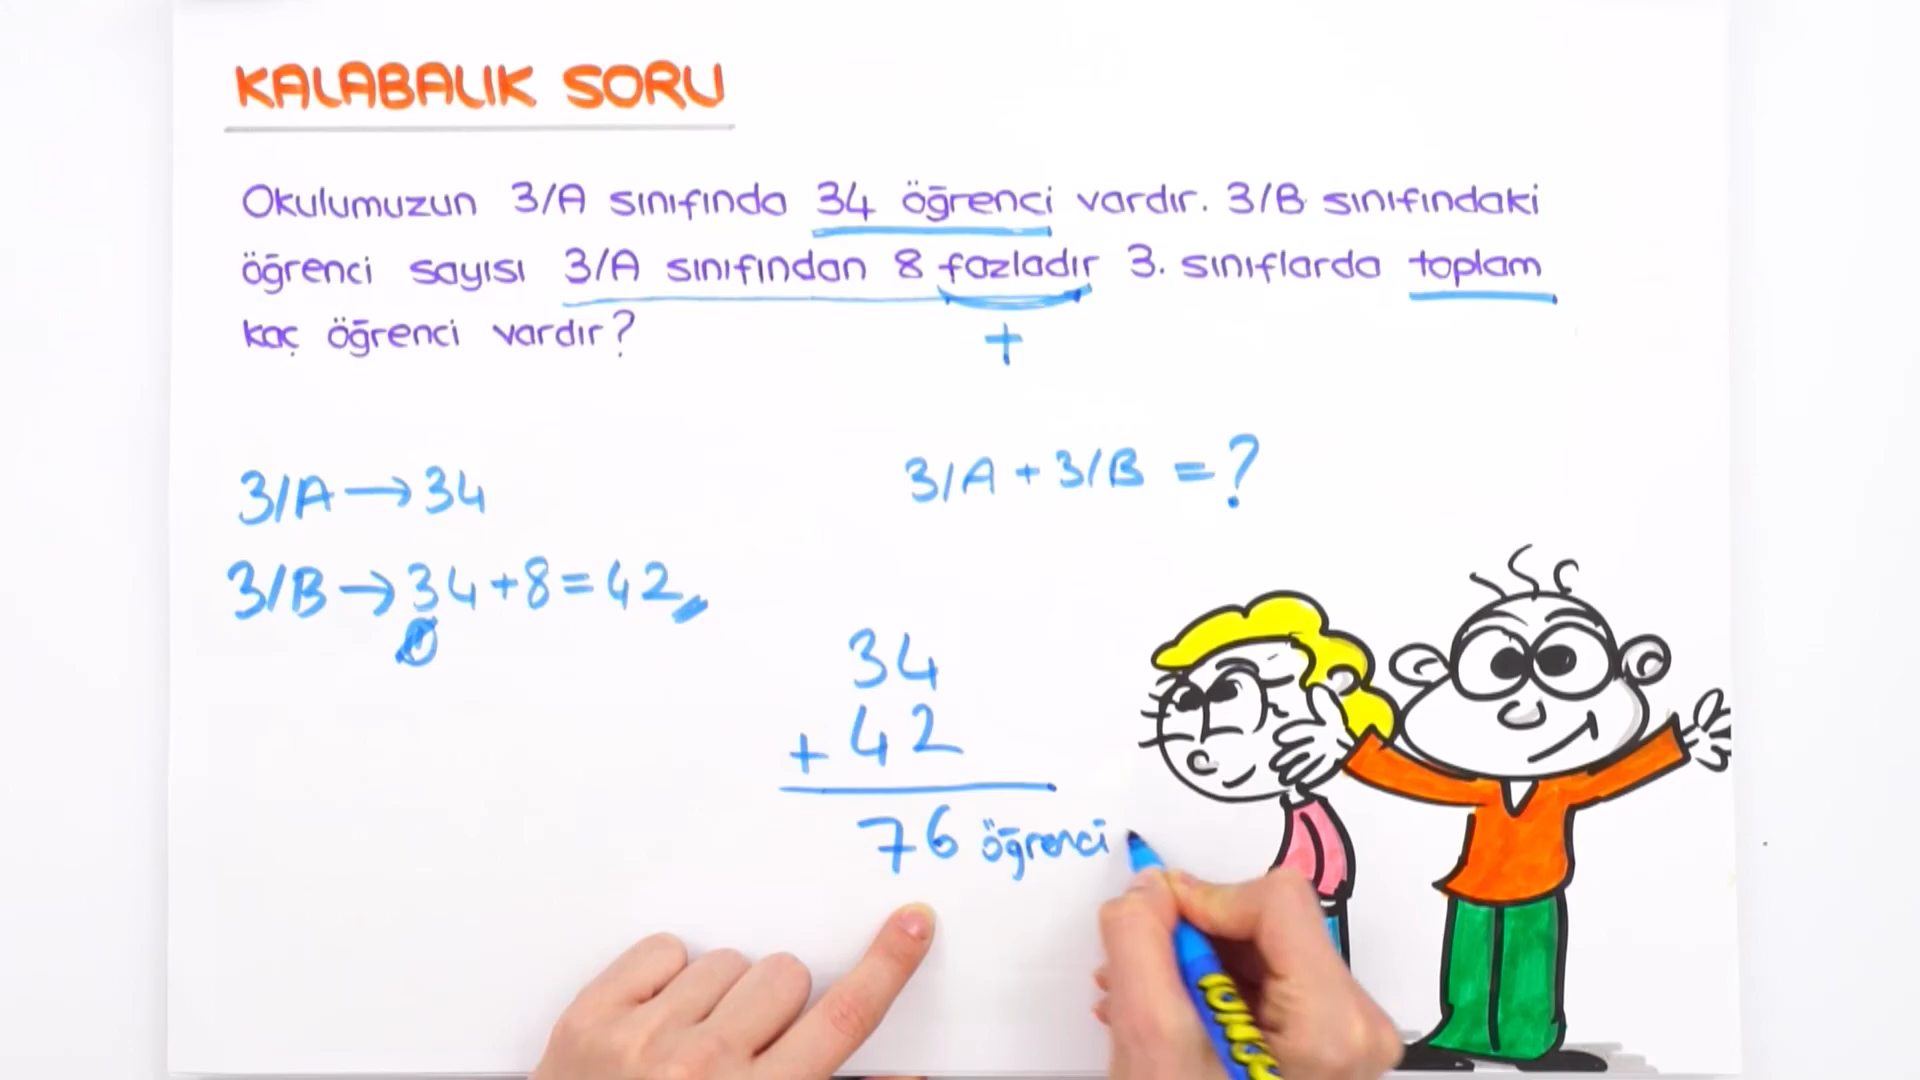 KALABALIK SORU
Okulumuzun 3/A sınıfında 34 öğrenci vardır. 3/B sınıfındaki
öğrenci sayısı 3/A sınıfından 8 fazladır 3. sınıflarda toplam
kaç öğrenci vardır?
+
3/A → 34
3/A + 3/B = ?
3/B → 34+8=42
34
+ 42
76 öğrenci